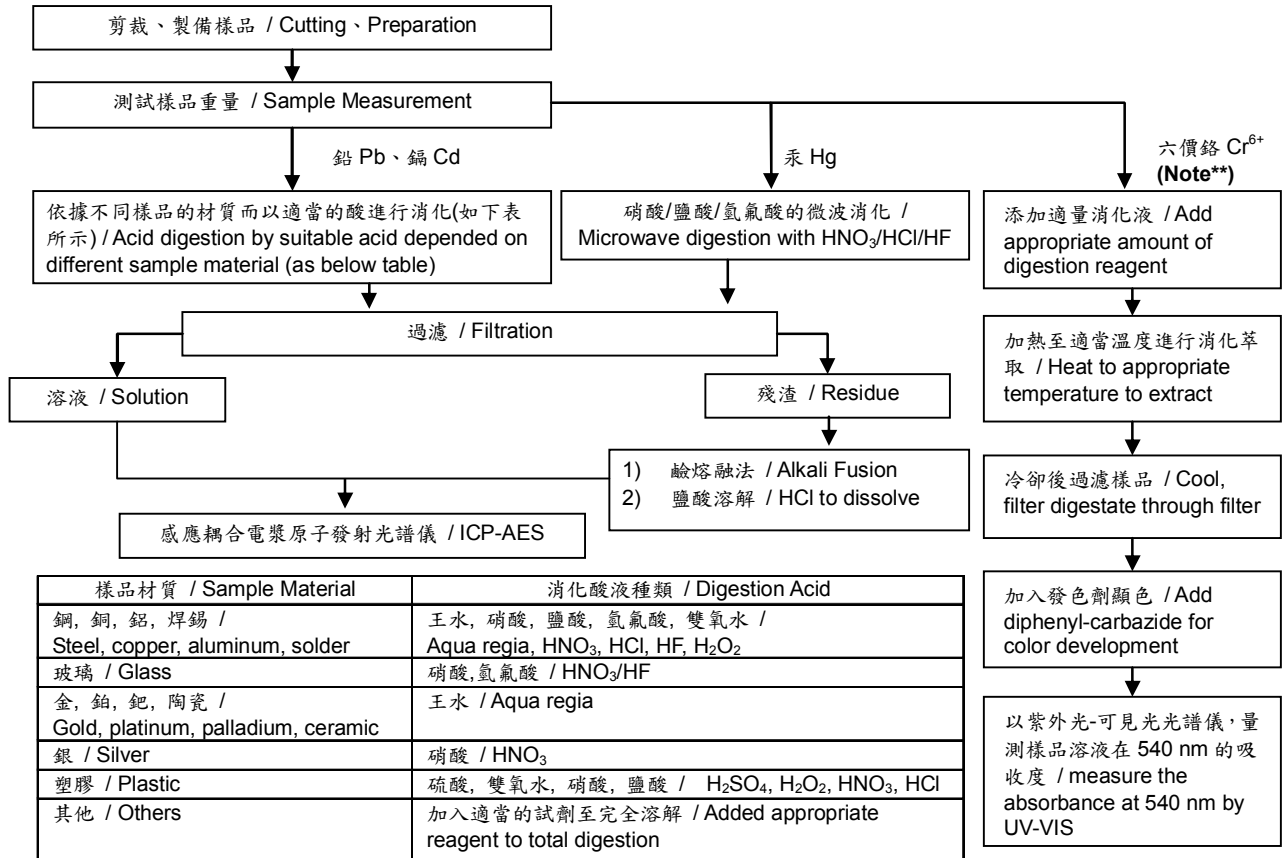 剪裁、製備樣品 / Cutting、Preparation
測試樣品重量 / Sample Measurement
鉛 Pb、鎘 Cd
汞 Hg
六價鉻 Cr⁶⁺
(Note**)
依據不同樣品的材質而以適當的酸進行消化(如下表
所示) / Acid digestion by suitable acid depended on
different sample material (as below table)
硝酸/鹽酸/氫氟酸的微波消化 /
Microwave digestion with HNO₃/HCl/HF
添加適量消化液 / Add
appropriate amount of
digestion reagent
過濾 / Filtration
加熱至適當溫度進行消化萃
取 / Heat to appropriate
temperature to extract
溶液 / Solution
殘渣 / Residue
1) 鹼熔融法 / Alkali Fusion
2) 鹽酸溶解 / HCl to dissolve
冷卻後過濾樣品 / Cool,
filter digestate through filter
感應耦合電漿原子發射光譜儀 / ICP-AES
加入發色劑顯色 / Add
diphenyl-carbazide for
color development
以紫外光-可見光光譜儀，量
測樣品溶液在 540 nm 的吸
收度 / measure the
absorbance at 540 nm by
UV-VIS
樣品材質 / Sample Material
消化酸液種類 / Digestion Acid
鋼, 銅, 鋁, 焊錫 /
Steel, copper, aluminum, solder
王水, 硝酸, 鹽酸, 氫氟酸, 雙氧水 /
Aqua regia, HNO₃, HCl, HF, H₂O₂
玻璃 / Glass
硝酸,氫氟酸 / HNO₃/HF
金, 鉑, 鈀, 陶瓷 /
Gold, platinum, palladium, ceramic
王水 / Aqua regia
銀 / Silver
硝酸 / HNO₃
塑膠 / Plastic
硫酸, 雙氧水, 硝酸, 鹽酸 / H₂SO₄, H₂O₂, HNO₃, HCl
其他 / Others
加入適當的試劑至完全溶解 / Added appropriate
reagent to total digestion